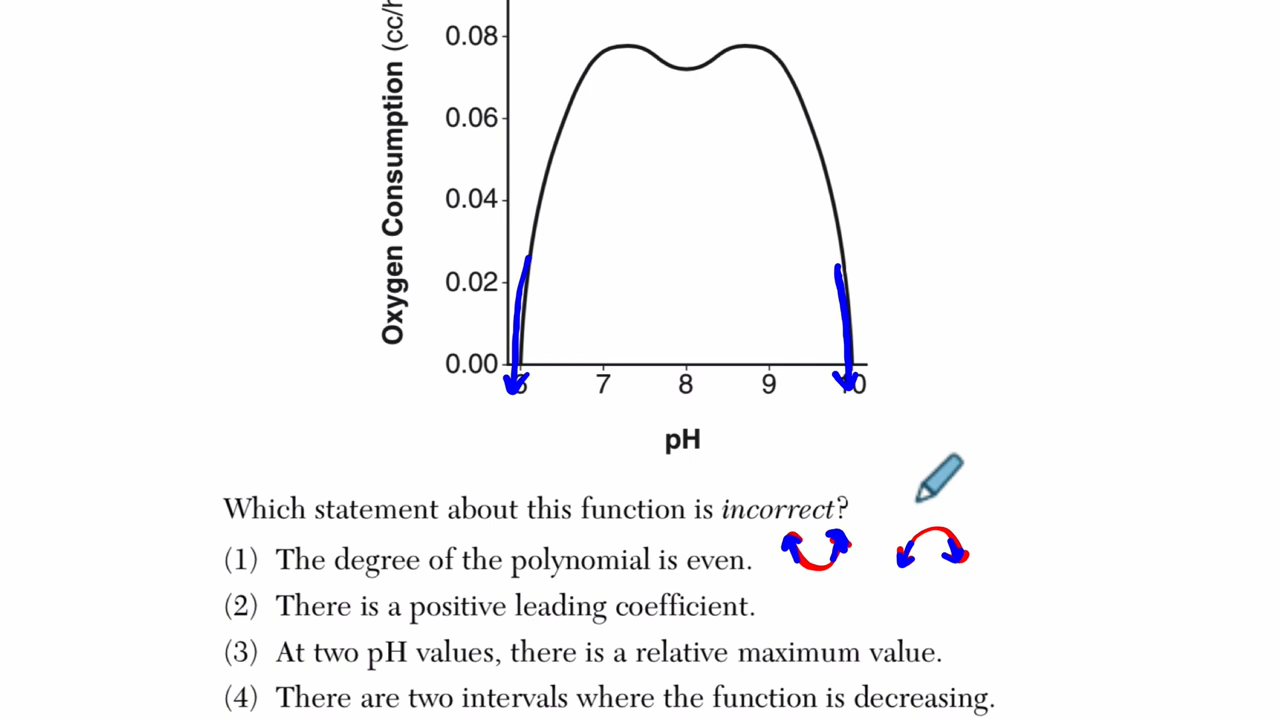 Oxygen Consumption (cc/h
0.08
0.06
0.04
0.02
0.00
7
8
9
pH
Which statement about this function is incorrect?
(1) The degree of the polynomial is even.
(2) There is a positive leading coefficient.
(3) At two pH values, there is a relative maximum value.
(4) There are two intervals where the function is decreasing.